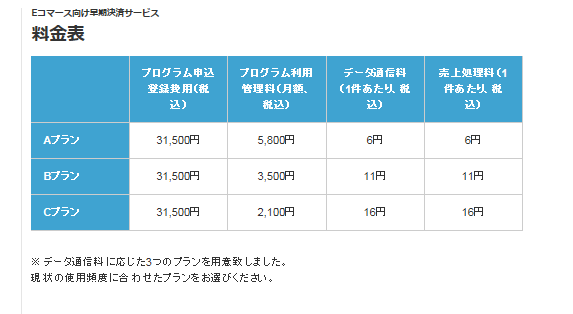 Eコマース向け早期決済サービス
料金表
プログラム申込
登録費用(税
込)
プログラム利用
管理料(月額、
税込)
データ通信料
(1件あたり、税
込)
売上処理料(1
件あたり、税
込)
Aプラン 31,500円 5,800円 6円 6円
Bプラン 31,500円 3,500円 11円 11円
Cプラン 31,500円 2,100円 16円 16円
※ データ通信料に応じた3つのプランを用意致しました。
現状の使用頻度に合わせたプランをお選びください。